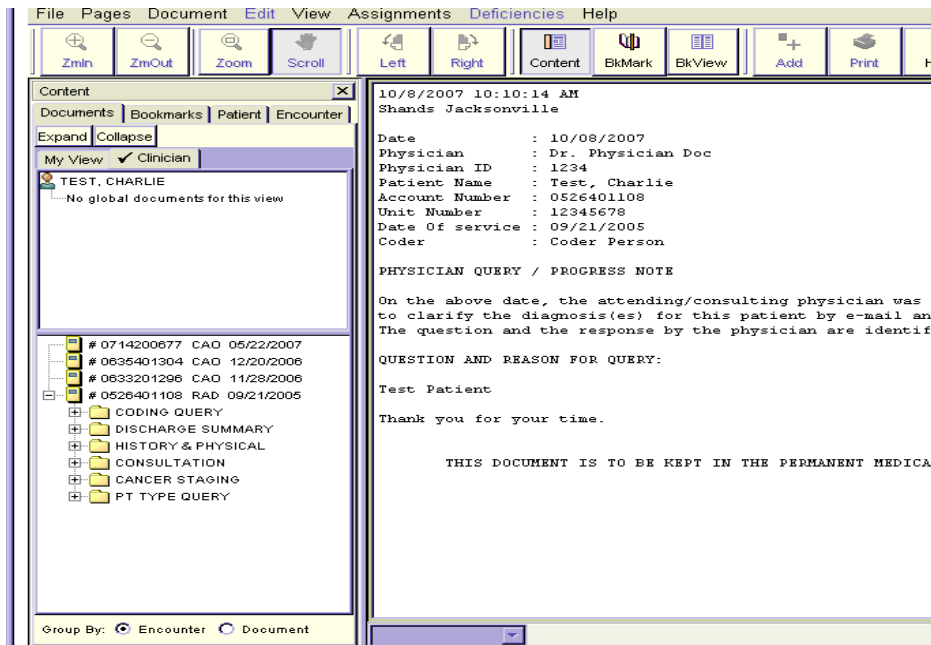 File Pages Document Edit View Assignments Deficiencies Help
ZmIn ZmOut Zoom Scroll Left Right Content BkMark BkView Add Print H
Content
Documents Bookmarks Patient Encounter
Expand Collapse
My View Clinician
TEST, CHARLIE
No global documents for this view
# 0714200677 CAO 05/22/2007
# 0635401304 CAO 12/20/2006
# 0633201296 CAO 11/28/2006
# 0526401108 RAD 09/21/2005
CODING QUERY
DISCHARGE SUMMARY
HISTORY & PHYSICAL
CONSULTATION
CANCER STAGING
PT TYPE QUERY
Group By: Encounter Document
10/8/2007 10:10:14 AM
Shands Jacksonville
Date : 10/08/2007
Physician : Dr. Physician Doc
Physician ID : 1234
Patient Name : Test, Charlie
Account Number : 0526401108
Unit Number : 12345678
Date Of service : 09/21/2005
Coder : Coder Person
PHYSICIAN QUERY / PROGRESS NOTE
On the above date, the attending/consulting physician was
to clarify the diagnosis(es) for this patient by e-mail an
The question and the response by the physician are identif
QUESTION AND REASON FOR QUERY:
Test Patient
Thank you for your time.
THIS DOCUMENT IS TO BE KEPT IN THE PERMANENT MEDICA